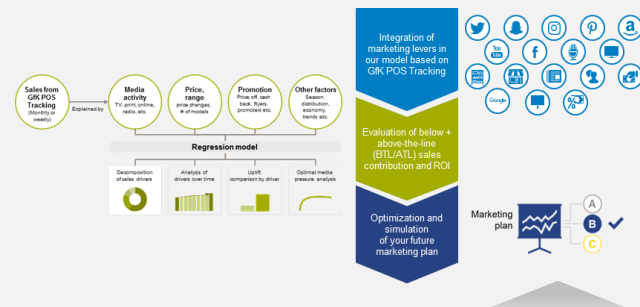 Sales from
GfK POS
Tracking
(Monthly or
weekly)
Explained by
Media
activity
TV, print, online,
radio, etc.
Price,
range
price changes,
# of models
Promotion
Price off, cash
back, flyers,
promoters etc.
Other factors
Season,
distribution,
economy,
trends etc.
Regression model
Decomposition
of sales drivers
Analysis of
drivers over time
Uplift
comparison by driver
Optimal media
pressure analysis
Integration of
marketing levers in
our model based on
GfK POS Tracking
Evaluation of below +
above-the-line
(BTL/ATL) sales
contribution and ROI
Optimization and
simulation
of your future
marketing plan
a
You
Tube
f
Google
%
Marketing
plan
A
B
C